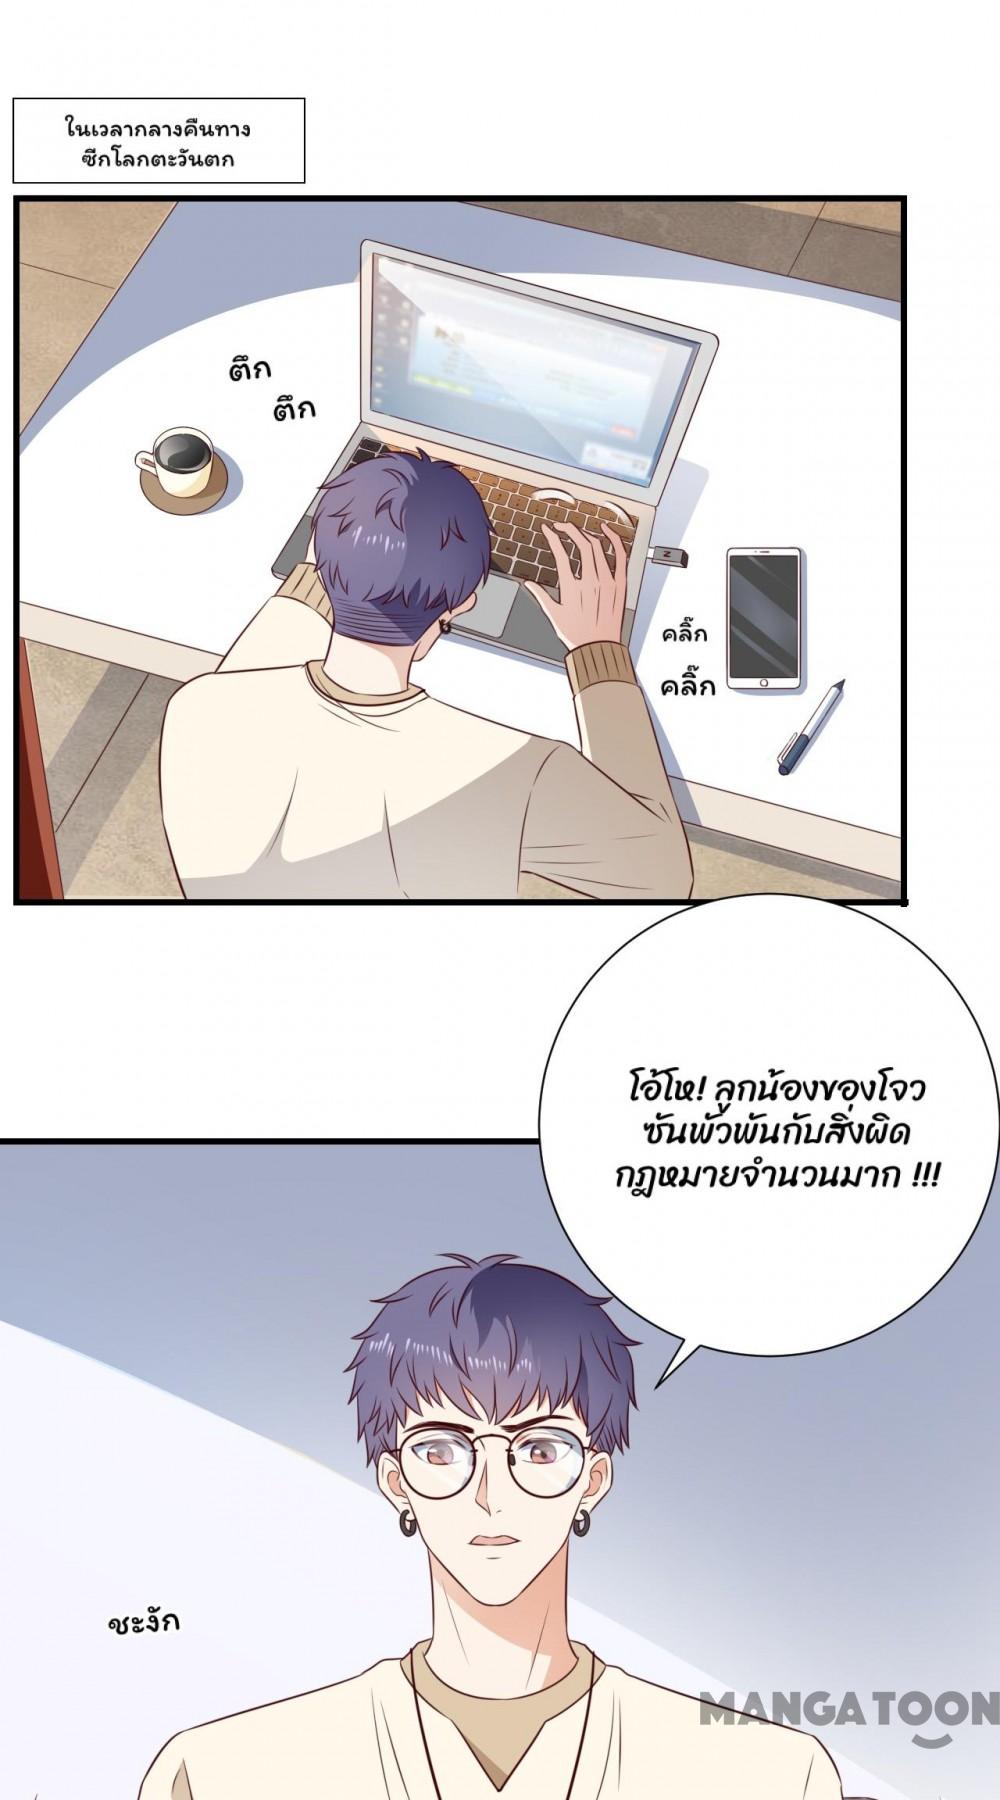 ในเวลากลางคืนทาง
ซีกโลกตะวันตก
ตึก
ตึก
คลิ๊ก
คลิ๊ก
โอ้โห! ลูกน้องของโจว
ซันพัวพันกับสิ่งผิด
กฎหมายจำนวนมาก !!!
ชะงัก
MANGATOON